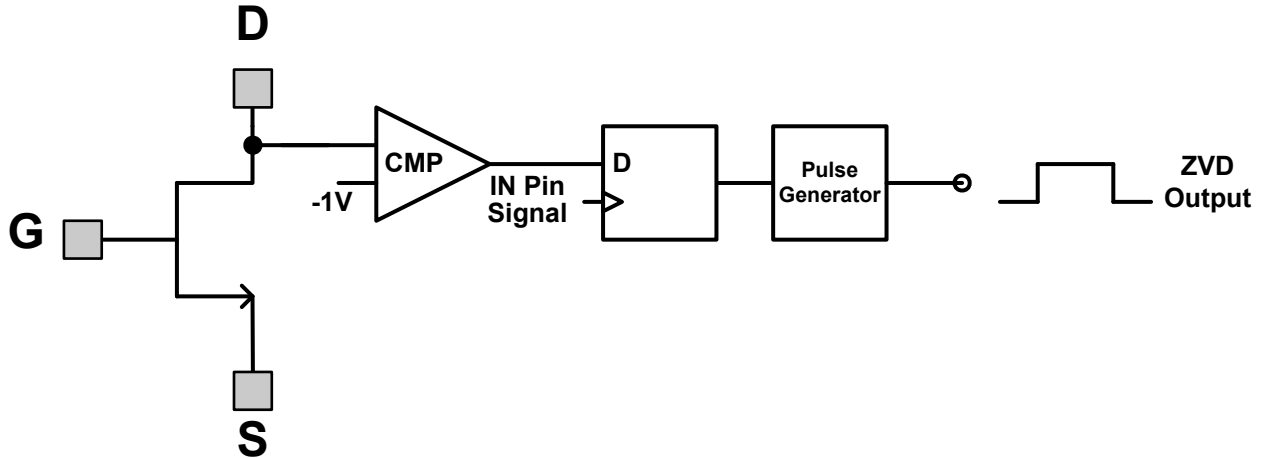 D
CMP
-1V
IN Pin
Signal
D
Pulse
Generator
ZVD
Output
G
S